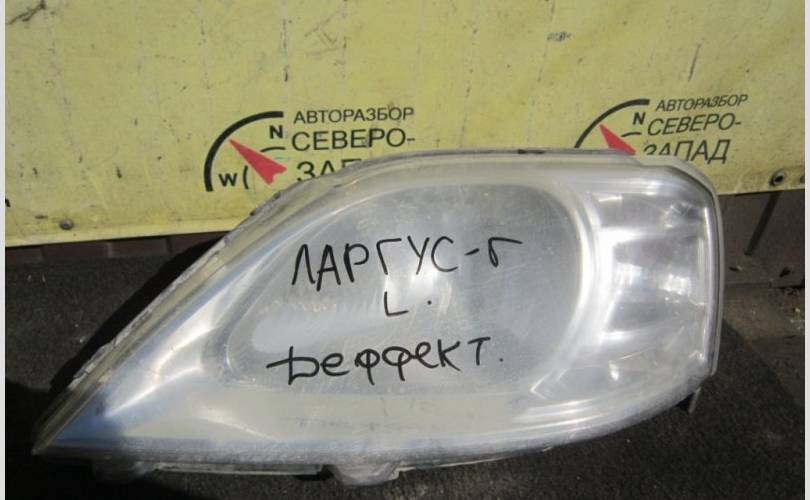 АВТОРАЗБОР
СЕВЕРО-
ЗАПАД
N
W
АВТОРАЗБОР
СЕВЕРО-
ЗАПАД
N
ЛАРГУС-Г
L.
Деффект.